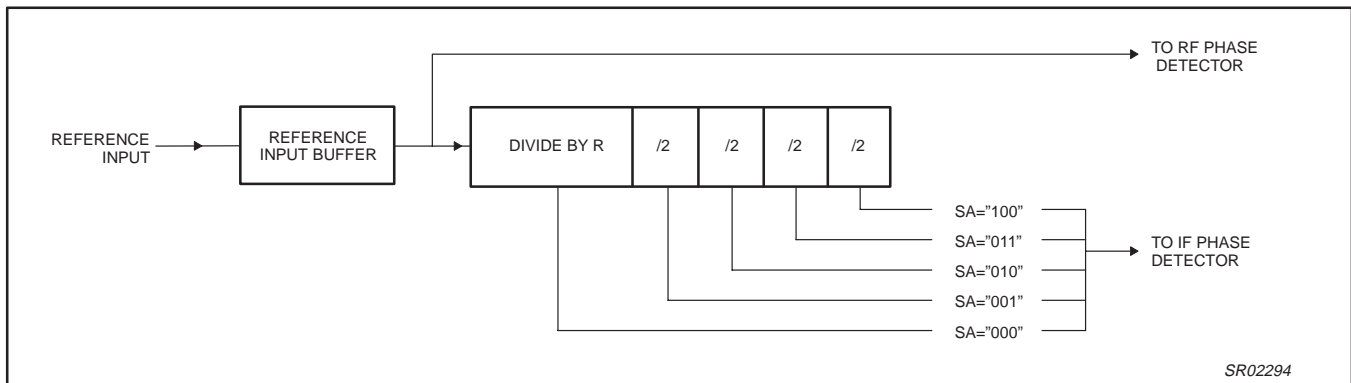 TO RF PHASE
DETECTOR
REFERENCE
INPUT
REFERENCE
INPUT BUFFER
DIVIDE BY R
/2
/2
/2
/2
SA=”100”
SA=”011”
SA=”010”
SA=”001”
SA=”000”
TO IF PHASE
DETECTOR
SR02294